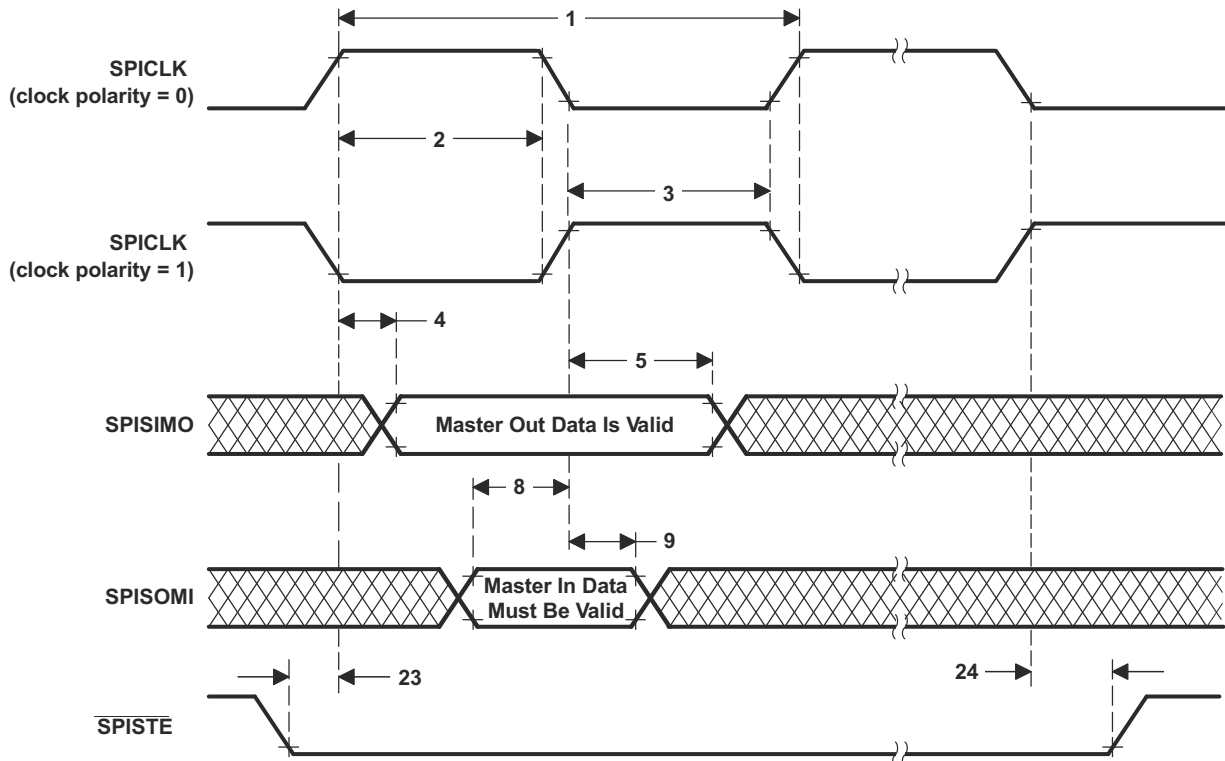 1
SPICLK
(clock polarity = 0)
2
3
SPICLK
(clock polarity = 1)
4
5
SPISIMO
Master Out Data Is Valid
8
9
SPISOMI
Master In Data
Must Be Valid
23
24
SPISTE